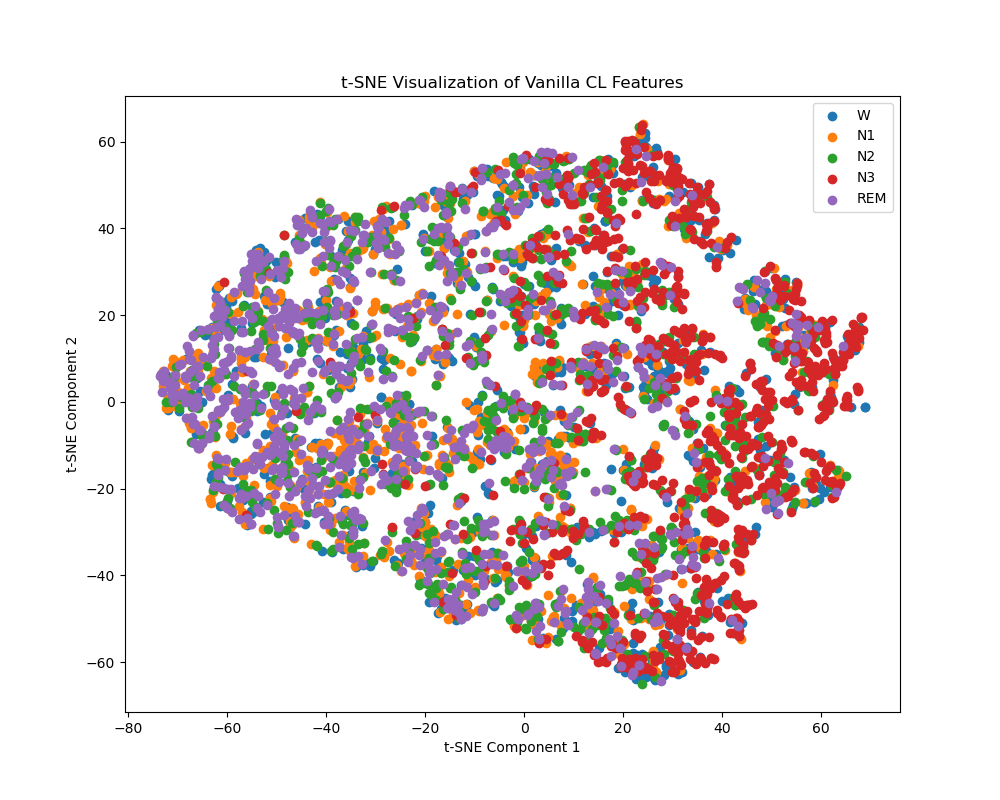 t-SNE Visualization of Vanilla CL Features
W
N1
N2
N3
REM
60
40
20
0
−20
−40
−60
t-SNE Component 2
−80 −60 −40 −20 0 20 40 60
t-SNE Component 1